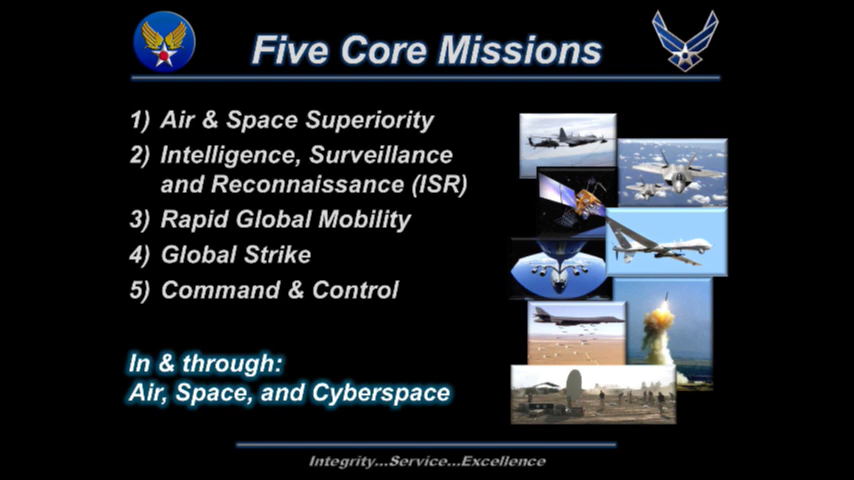 Five Core Missions
1) Air & Space Superiority
2) Intelligence, Surveillance
and Reconnaissance (ISR)
3) Rapid Global Mobility
4) Global Strike
5) Command & Control
In & through:
Air, Space, and Cyberspace
Integrity...Service...Excellence